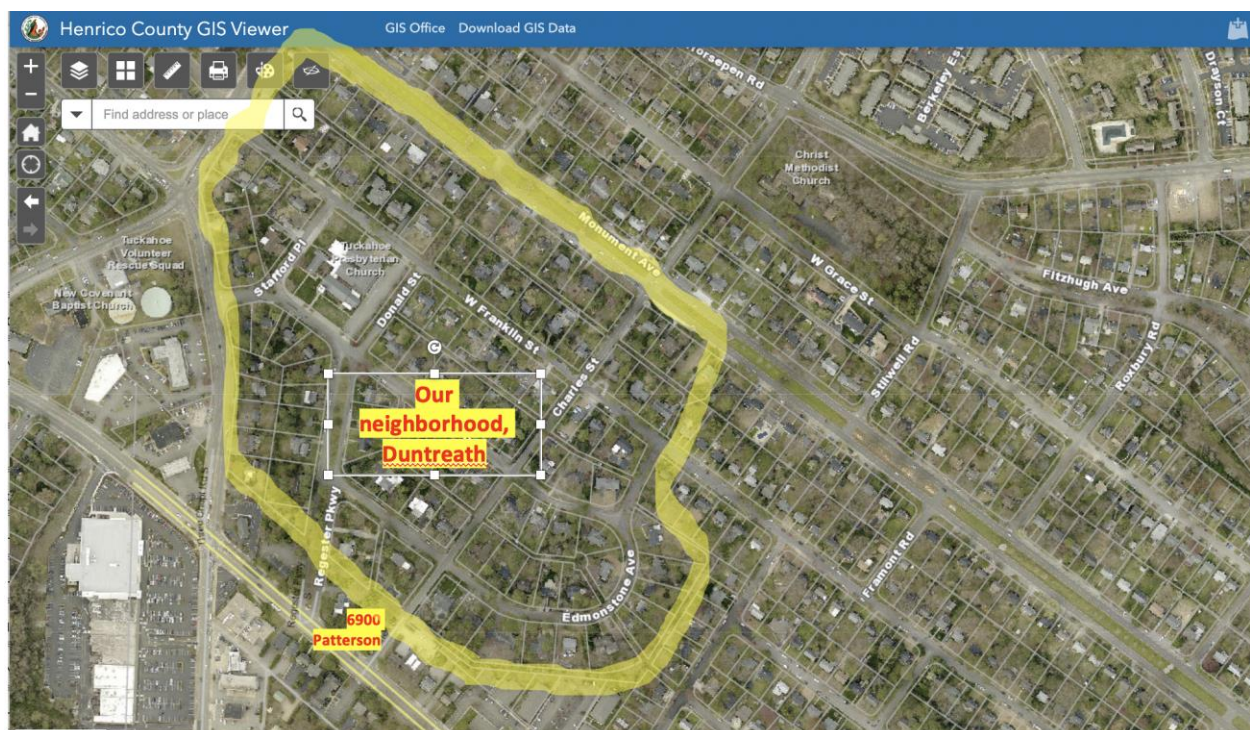 Henrico County GIS Viewer
GIS Office
Download GIS Data
Find address or place
Horsepen Rd
Berkeley Es
Drayson Ct
Christ
Methodist
Church
Monument Ave
Tuckahoe
Volunteer
Rescue Squad
New Covenant
Baptist Church
Stafford Pl
Tuckahoe
Presbyterian
Church
Donald St
W Franklin St
Charles St
W Grace St
Stillwell Rd
Fitzhugh Ave
Roxbury Rd
Our
neighborhood,
Duntreath
Regester Pkwy
Edmonstone Ave
Framont Rd
6900
Patterson